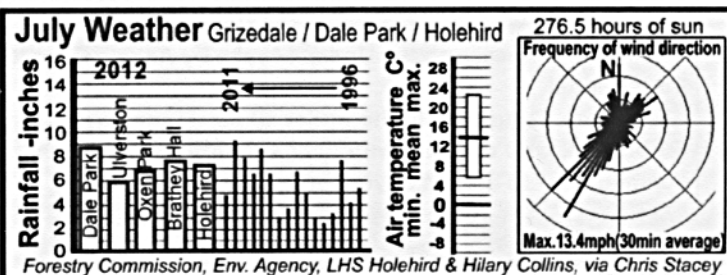 July Weather Grizedale / Dale Park / Holehird
276.5 hours of sun
Rainfall -inches
16
14
12
10
8
6
4
2
0
2012
Dale Park
Ulverston
Oxen Park
Brathey Hall
Holehird
2011
1996
Air temperature C°
min. mean max.
28
24
20
16
12
8
4
0
-4
-8
Frequency of wind direction
N
Max.13.4mph(30min average)
Forestry Commission, Env. Agency, LHS Holehird & Hilary Collins, via Chris Stacey